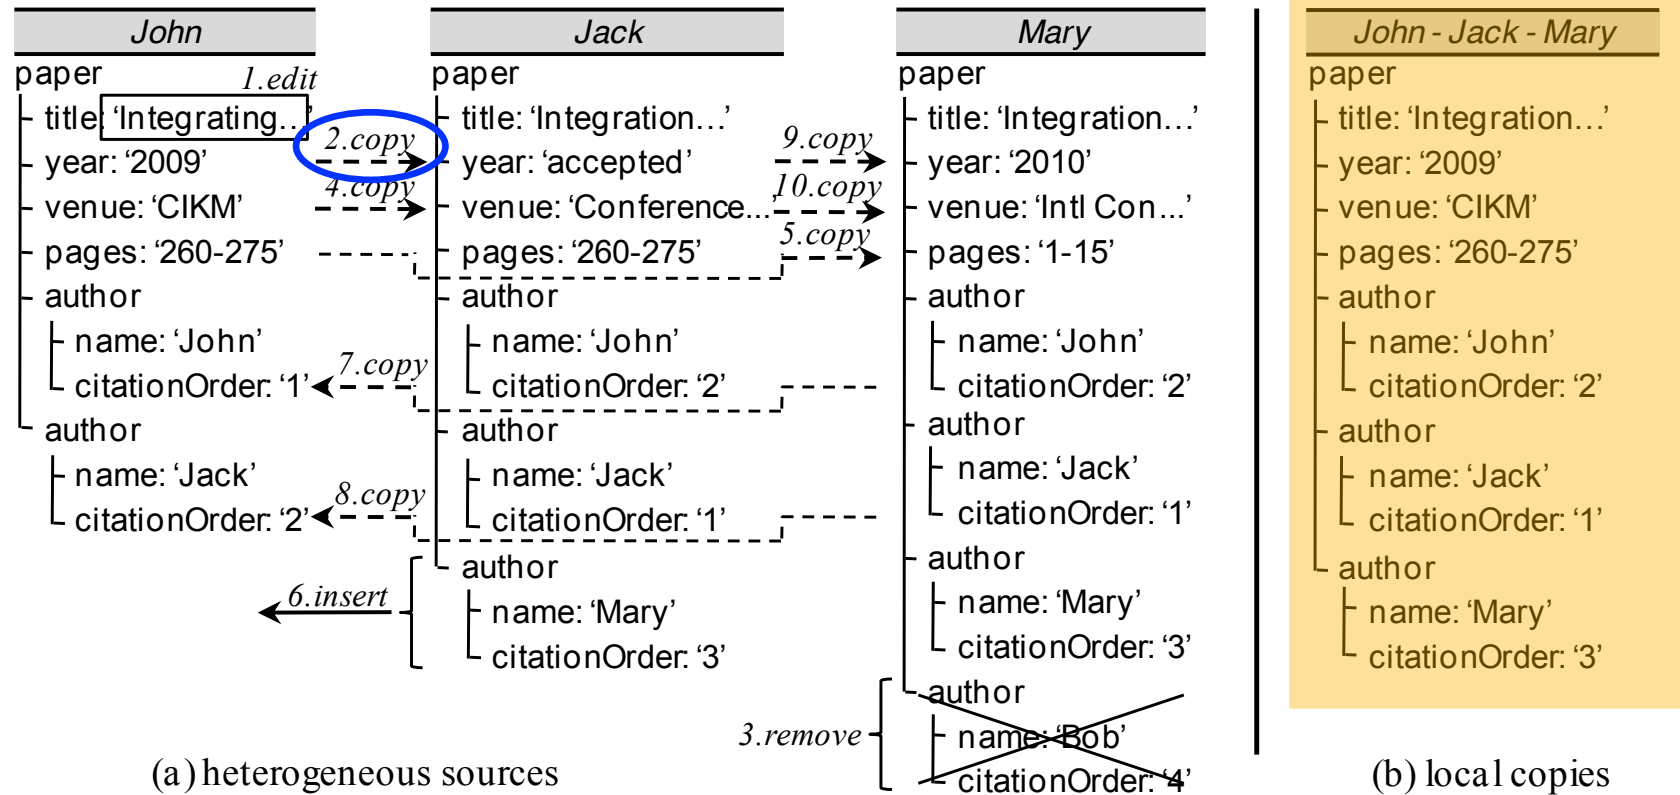 John
paper
1.edit
title: ‘Integrating...’
year: ‘2009’
venue: ‘CIKM’
pages: ‘260-275’
author
name: ‘John’
citationOrder: ‘1’
author
name: ‘Jack’
citationOrder: ‘2’
2.copy
4.copy
7.copy
8.copy
6.insert
Jack
paper
title: ‘Integration...’
year: ‘accepted’
venue: ‘Conference...’
pages: ‘260-275’
author
name: ‘John’
citationOrder: ‘2’
author
name: ‘Jack’
citationOrder: ‘1’
author
name: ‘Mary’
citationOrder: ‘3’
9.copy
10.copy
5.copy
3.remove
Mary
paper
title: ‘Integration...’
year: ‘2010’
venue: ‘Intl Con...’
pages: ‘1-15’
author
name: ‘John’
citationOrder: ‘2’
author
name: ‘Jack’
citationOrder: ‘1’
author
name: ‘Mary’
citationOrder: ‘3’
author
name: ‘Bob’
citationOrder: ‘4’
(a) heterogeneous sources
John - Jack - Mary
paper
title: ‘Integration...’
year: ‘2009’
venue: ‘CIKM’
pages: ‘260-275’
author
name: ‘John’
citationOrder: ‘2’
author
name: ‘Jack’
citationOrder: ‘1’
author
name: ‘Mary’
citationOrder: ‘3’
(b) local copies